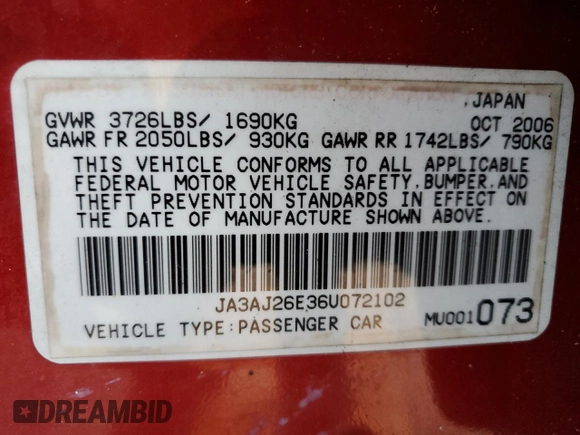 ,JAPAN
GVWR 3726LBS/ 1690KG OCT 2006
GAWR FR 2050LBS/ 930KG GAWR RR 1742LBS/ 790KG
THIS VEHICLE CONFORMS TO ALL APPLICABLE
FEDERAL MOTOR VEHICLE SAFETY, BUMPER, AND
THEFT PREVENTION STANDARDS IN EFFECT ON
THE DATE OF MANUFACTURE SHOWN ABOVE.
JA3AJ26E36U072102
VEHICLE TYPE:PASSENGER CAR MU001073
DREAMBID